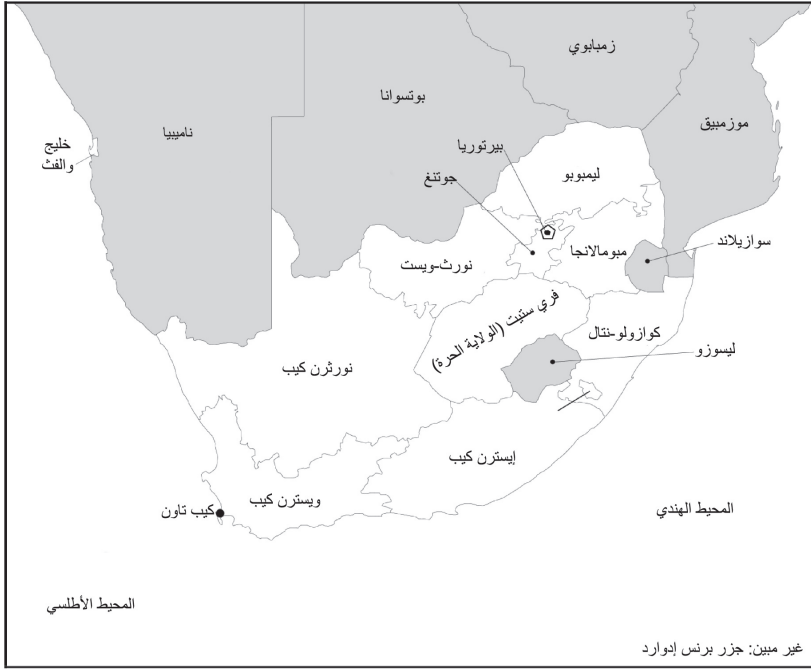 زمبابوي
بوتسوانا
موزمبيق
ناميبيا
خليج
والفث
بيرتوريا
ليمبوبو
جوتنغ
سوازيلاند
مبومالانجا
نورث-ويست
فري ستيت (الولاية الحرة)
كوازولو-نتال
ليسوزو
نورثرن كيب
إيسترن كيب
ويسترن كيب
كيب تاون
المحيط الهندي
المحيط الأطلسي
غير مبين: جزر برنس إدوارد